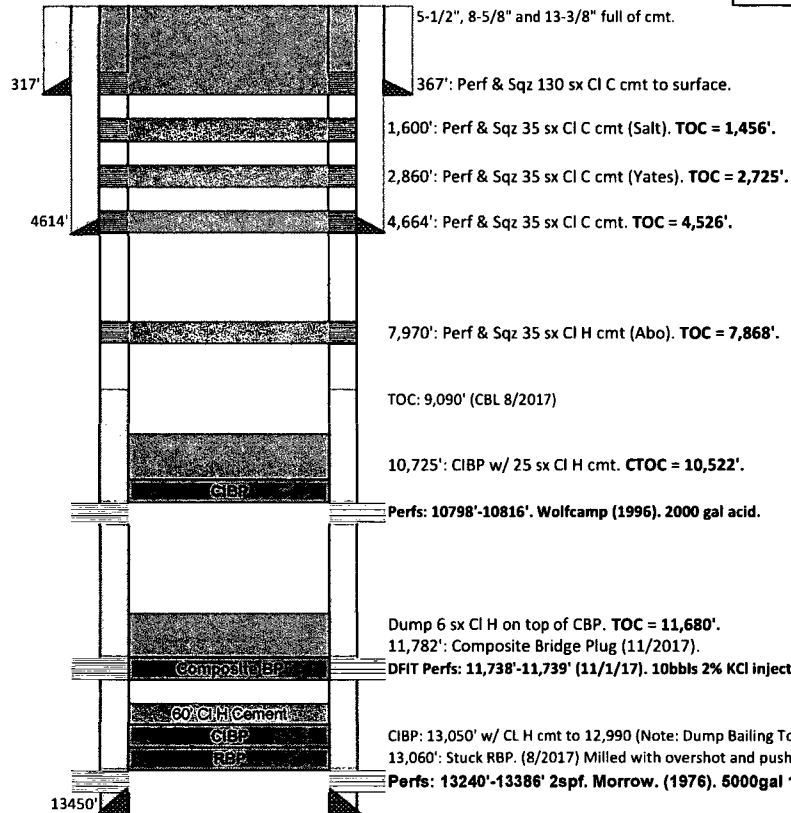 5-1/2", 8-5/8" and 13-3/8" full of cmt.
317'
367': Perf & Sqz 130 sx Cl C cmt to surface.
1,600': Perf & Sqz 35 sx Cl C cmt (Salt). TOC = 1,456'.
2,860': Perf & Sqz 35 sx Cl C cmt (Yates). TOC = 2,725'.
4614'
4,664': Perf & Sqz 35 sx Cl C cmt. TOC = 4,526'.
7,970': Perf & Sqz 35 sx Cl H cmt (Abo). TOC = 7,868'.
TOC: 9,090' (CBL 8/2017)
10,725': CIBP w/ 25 sx Cl H cmt. CTOC = 10,522'.
CIBP
Perfs: 10798'-10816'. Wolfcamp (1996). 2000 gal acid.
Dump 6 sx Cl H on top of CBP. TOC = 11,680'.
11,782': Composite Bridge Plug (11/2017).
Composite BP
DFIT Perfs: 11,738'-11,739' (11/1/17). 10bbls 2% KCl inject
60' Cl H Cement
CIBP
CIBP: 13,050' w/ CL H cmt to 12,990 (Note: Dump Bailing To
RBP
13,060': Stuck RBP. (8/2017) Milled with overshot and push
Perfs: 13240'-13386' 2spf. Morrow. (1976). 5000gal
13450'